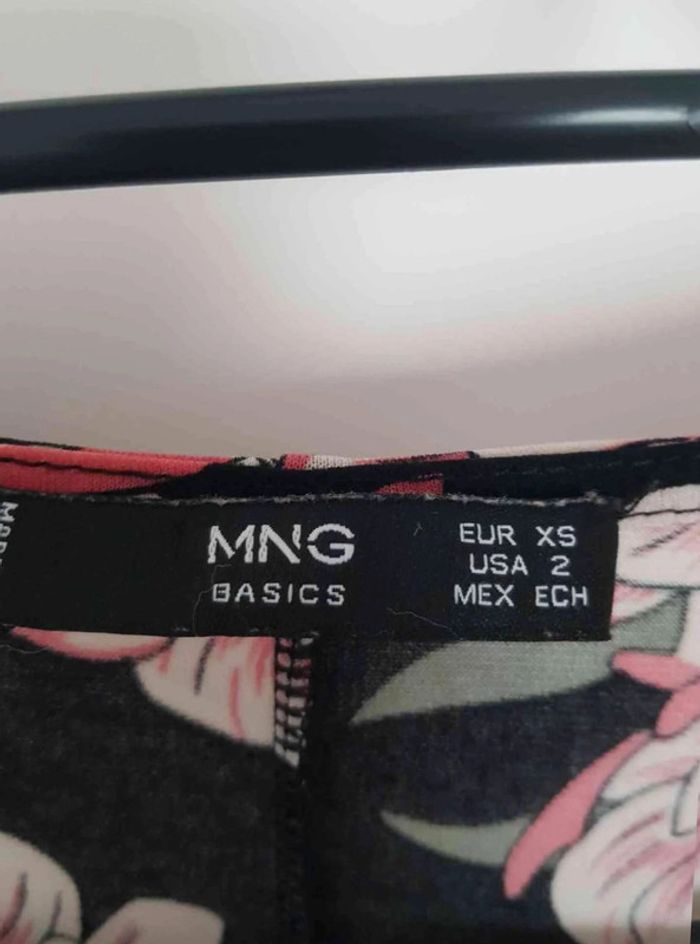 MNG
BASICS
EUR XS
USA 2
MEX ECH